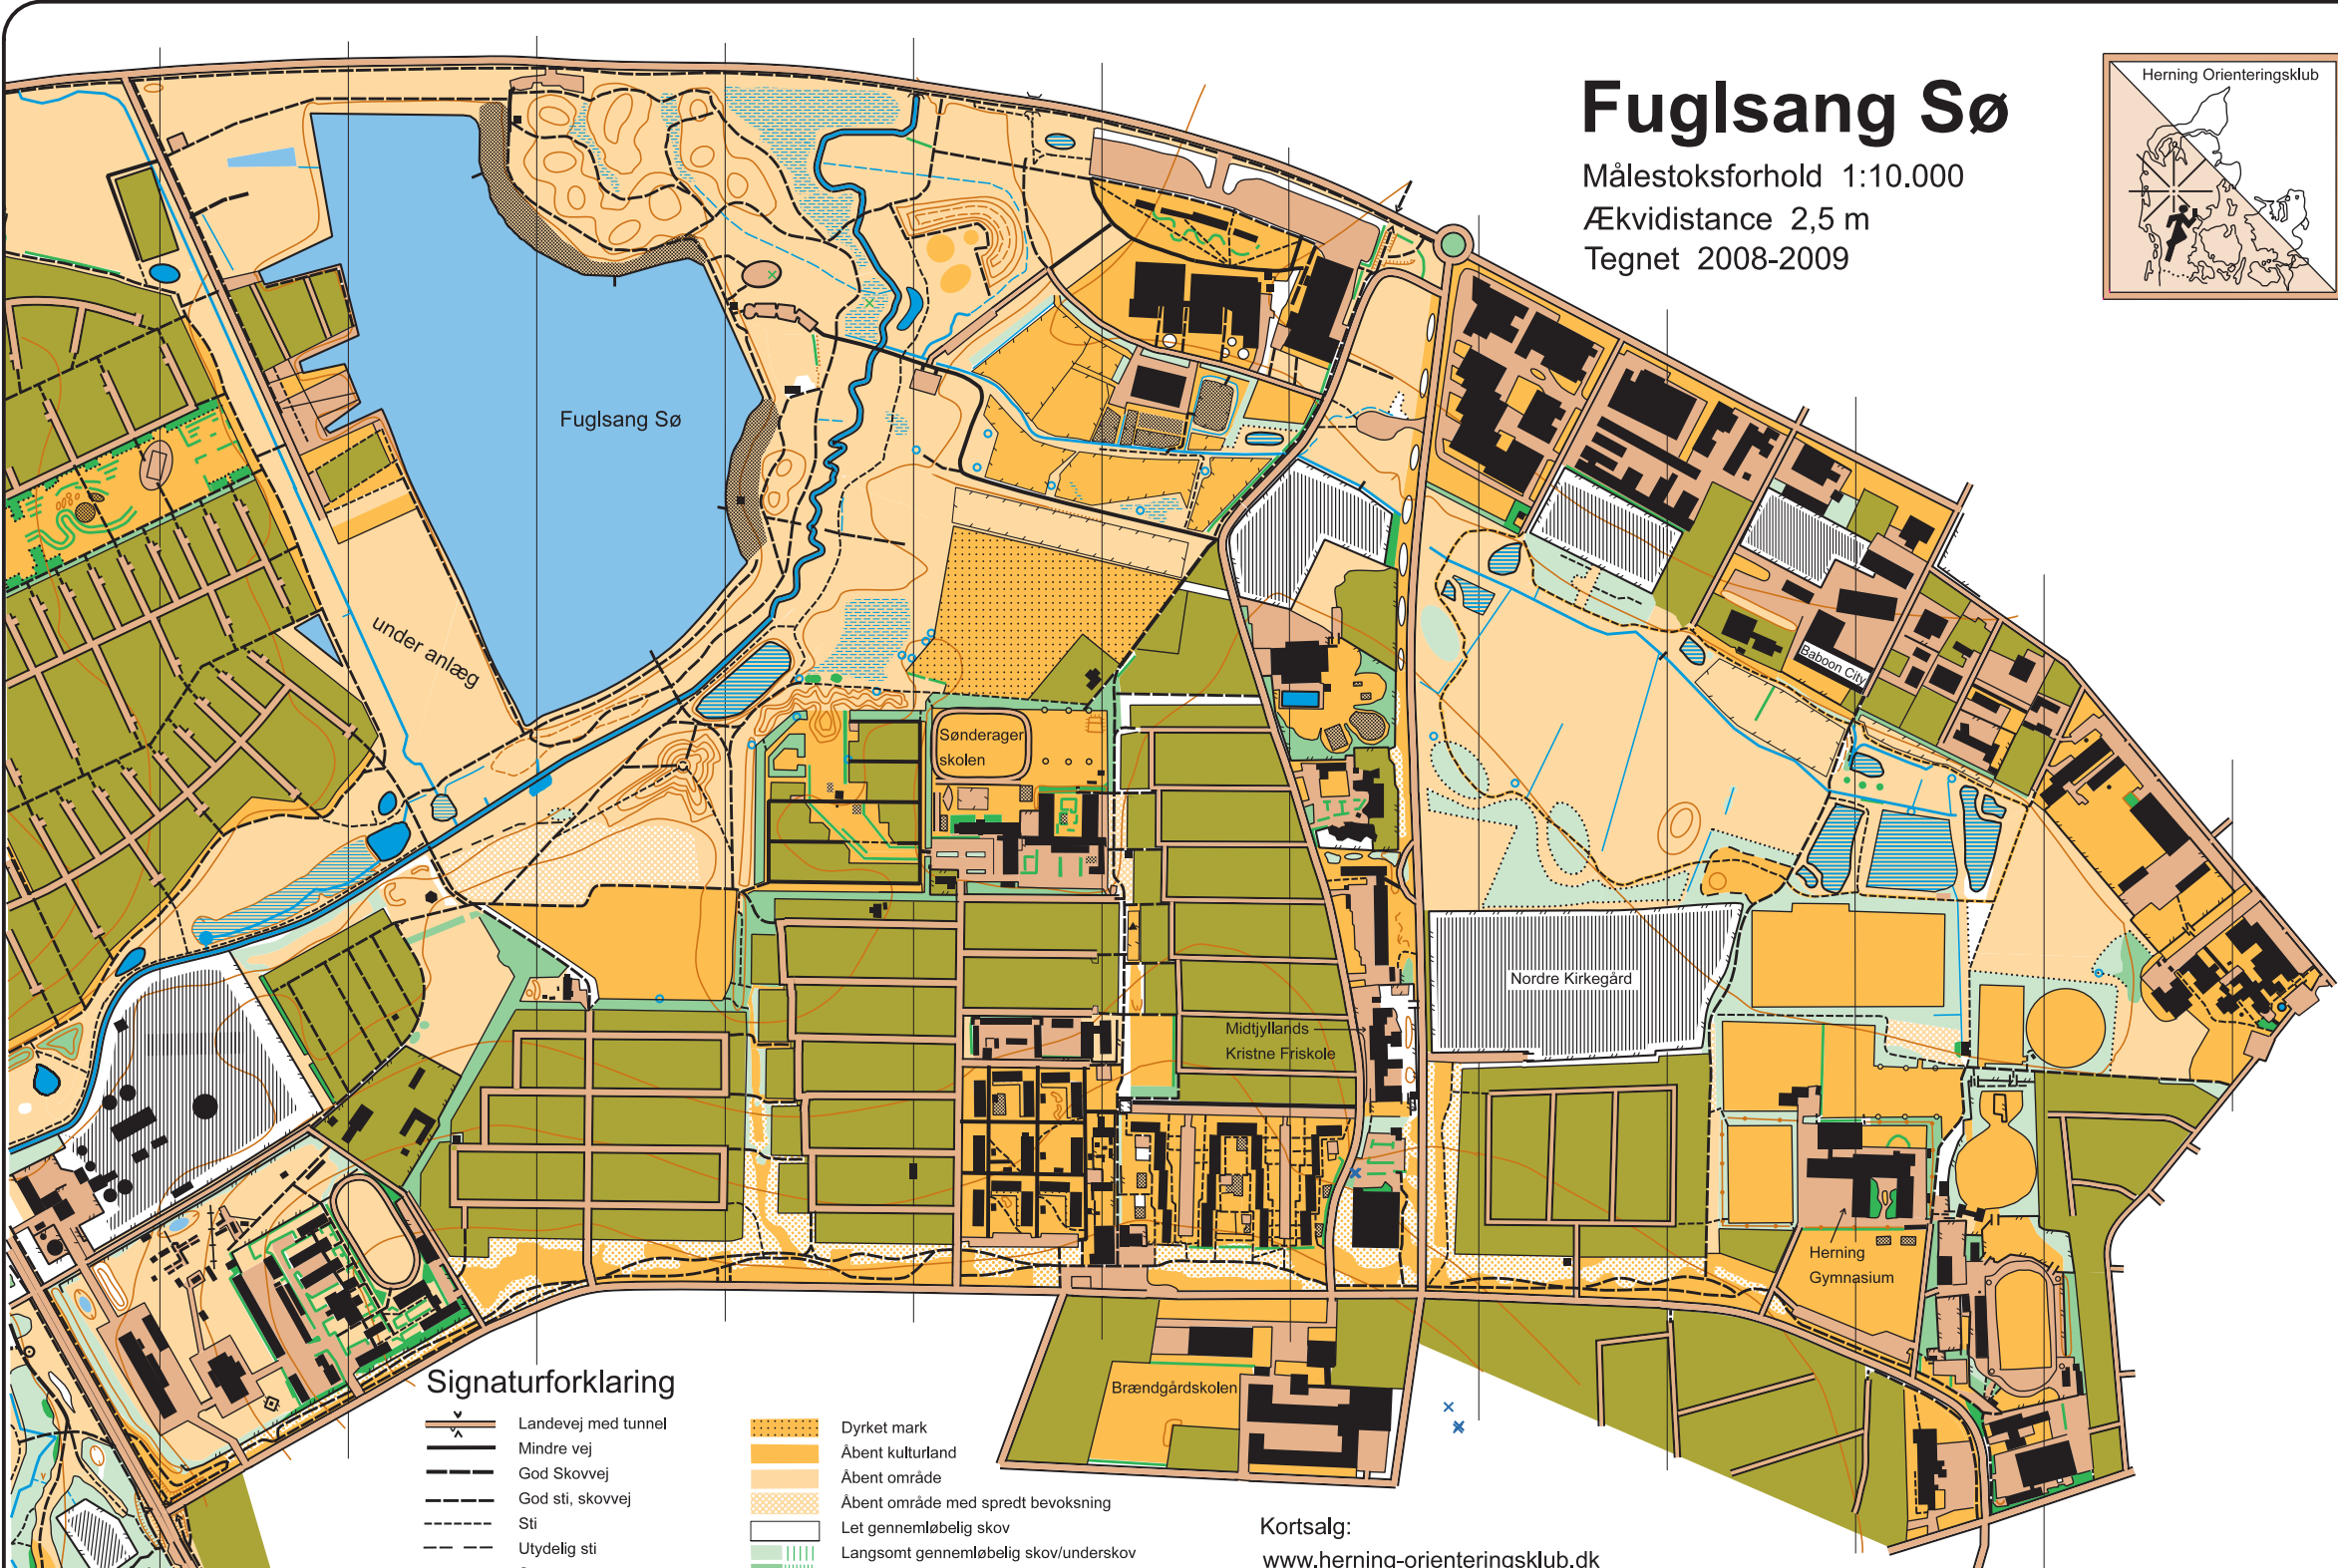 Fuglsang Sø
Målestoksforhold 1:10.000
Ækvidistance 2,5 m
Tegnet 2008-2009
Herning Orienteringsklub
Fuglsang Sø
under anlæg
Baboon City
Sønderager
skolen
Nordre Kirkegård
Midtjyllands
Kristne Friskole
Herning
Gymnasium
Brændgårdskolen
Signaturforklaring
Landevej med tunnel
Mindre vej
God Skovvej
God sti, skovvej
Sti
Utydelig sti
Dyrket mark
Åbent kulturland
Åbent område
Åbent område med spredt bevoksning
Let gennemløbelig skov
Langsomt gennemløbelig skov/underskov
Kortsalg:
www.herning-orienteringsklub.dk